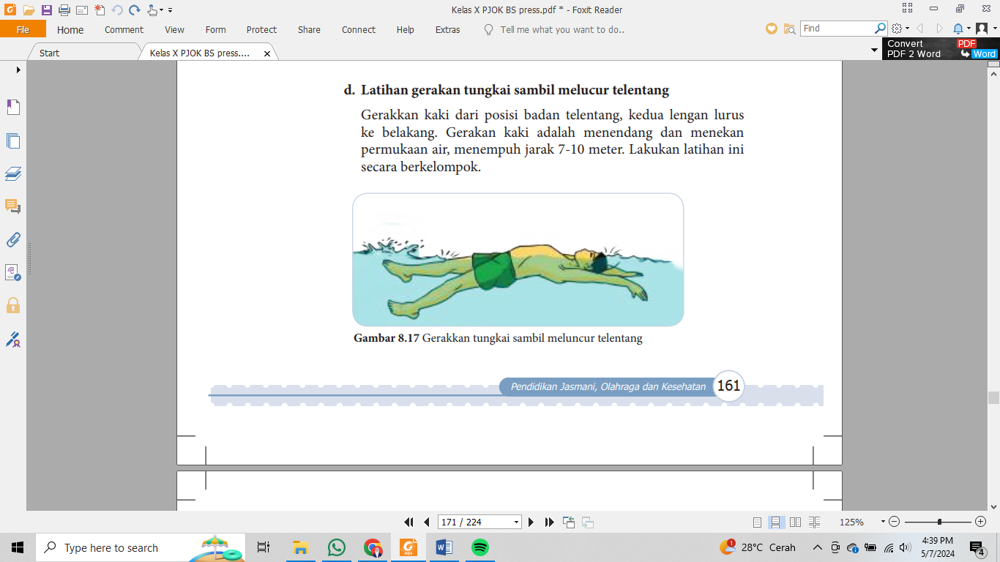 Kelas X PJOK BS press.pdf * - Foxit Reader
File Home Comment View Form Protect Share Connect Help Extras Tell me what you want to do.. Find
Start Kelas X PJOK BS press.... Convert PDF
PDF 2 Word Word
d. Latihan gerakan tungkai sambil melucur telentang
Gerakkan kaki dari posisi badan telentang, kedua lengan lurus
ke belakang. Gerakan kaki adalah menendang dan menekan
permukaan air, menempuh jarak 7-10 meter. Lakukan latihan ini
secara berkelompok.
Gambar 8.17 Gerakkan tungkai sambil meluncur telentang
Pendidikan Jasmani, Olahraga dan Kesehatan 161
171 / 224 125%
Type here to search 1 28°C Cerah 4:39 PM
5/7/2024 4